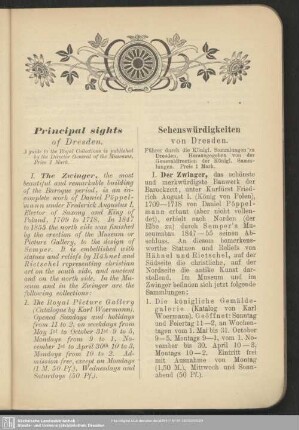 Principal sights
of Dresden.
A guide to the Royal Collections is published
by the Director General of the Museums.
Price 1 Mark.
I. The Zwinger, the most
beautiful and remarkable building
of the Baroque period, is an in-
complete work of Daniel Pöppel-
mann under Frederick Augustus I,
Elector of Saxony and King of
Poland, 1709 to 1718. In 1847
to 1855 the north side was finished
by the erection of the Museum or
Picture Gallery, to the design of
Semper. It is embellished with
statues and reliefs by Hähnel and
Rietschel representing christian
art on the south side, and ancient
and on the north side. In the Mu-
seum and in the Zwinger are the
following collections:
1. The Royal Picture Gallery
(Catalogue by Karl Woermann).
Opened Sundays and holidays
from 11 to 2, on weekdays from
May 1st to October 31st 9 to 5,
Mondays from 9 to 1, No-
vember 1st to April 30th 10 to 3,
Mondays from 10 to 2. Ad-
mission free, except on Mondays
(1 M. 50 Pf.), Wednesdays and
Saturdays (50 Pf.).
Sehenswürdigkeiten
von Dresden.
Führer durch die Königl. Sammlungen zu
Dresden. Herausgegeben von der
Generaldirection der Königl. Samm-
lungen. Preis 1 Mark.
I. Der Zwinger, das schönste
und merkwürdigste Bauwerk der
Barockzeit, unter Kurfürst Fried-
rich August I. (König von Polen),
1709—1718 von Daniel Pöppel-
mann erbaut (aber nicht vollen-
det), erhielt nach Norden (der
Elbe zu) durch Semper's Mu-
seumsbau 1847—55 seinen Ab-
schluss. An diesem bemerkens-
werthe Statuen und Reliefs von
Hähnel und Rietschel, auf der
Südseite die christliche, auf der
Nordseite die antike Kunst dar-
stellend. Im Museum und im
Zwinger befinden sich jetzt folgende
Sammlungen:
1. Die königliche Gemälde-
galerie (Katalog von Karl
Woermann). Geöffnet: Sonntag
und Feiertag 11—2, an Wochen-
tagen vom 1. Mai bis 31. October
9—5, Montags 9—1, vom 1. No-
vember bis 30. April 10—3,
Montags 10—2. Eintritt frei
mit Ausnahme von Montag
(1,50 M.), Mittwoch und Sonn-
abend (50 Pf.).